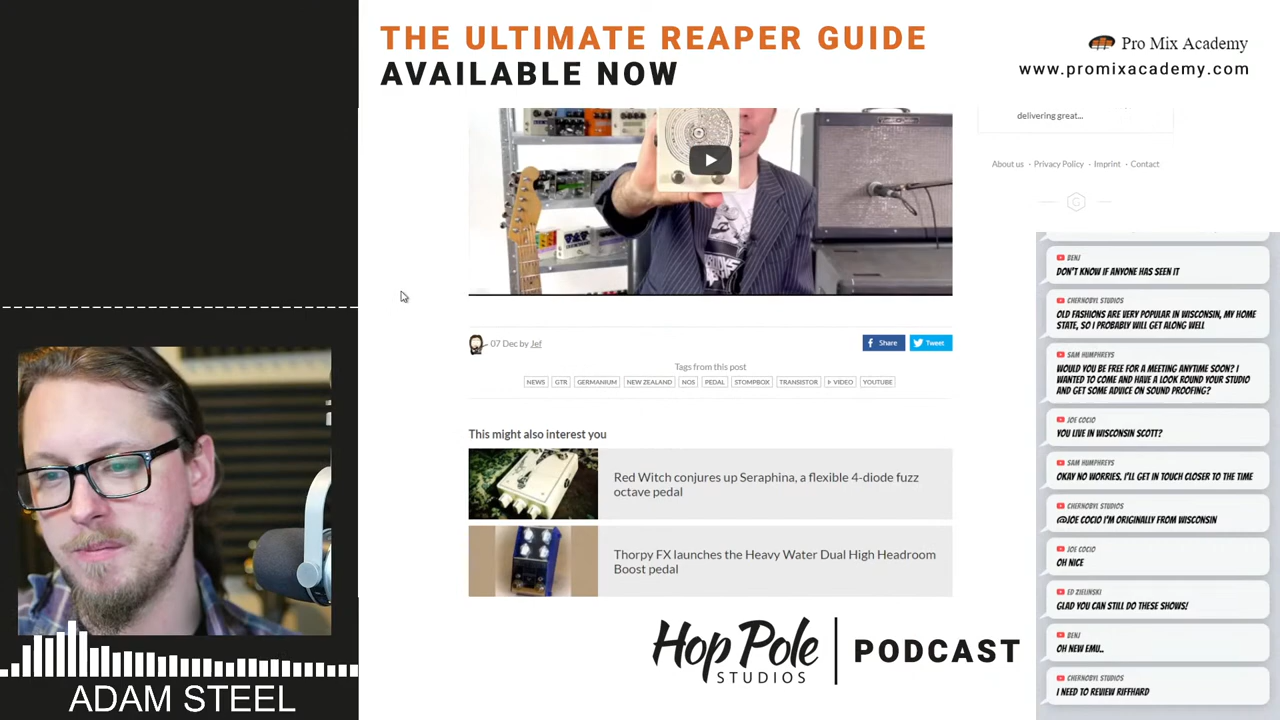 THE ULTIMATE REAPER GUIDE
AVAILABLE NOW
Pro Mix Academy
www.promixacademy.com
delivering great...
About us · Privacy Policy · Imprint · Contact
G
07 Dec by Jef
Share
Tweet
Tags from this post
NEWS GTR GERMANIUM NEW ZEALAND NOS PEDAL STOMPBOX TRANSISTOR VIDEO YOUTUBE
This might also interest you
Red Witch conjures up Seraphina, a flexible 4-diode fuzz
octave pedal
Thorpy FX launches the Heavy Water Dual High Headroom
Boost pedal
BENJ
DON'T KNOW IF ANYONE HAS SEEN IT
CHERNOBYL STUDIOS
OLD FASHIONS ARE VERY POPULAR IN WISCONSIN, MY HOME
STATE, SO I PROBABLY WILL GET ALONG WELL
SAM HUMPHREYS
WOULD YOU BE FREE FOR A MEETING ANYTIME SOON? I
WANTED TO COME AND HAVE A LOOK ROUND YOUR STUDIO
AND GET SOME ADVICE ON SOUND PROOFING?
JOE COCIO
YOU LIVE IN WISCONSIN SCOTT?
SAM HUMPHREYS
OKAY NO WORRIES. I'LL GET IN TOUCH CLOSER TO THE TIME
CHERNOBYL STUDIOS
@JOE COCIO I'M ORIGINALLY FROM WISCONSIN
JOE COCIO
OH NICE
ED ZIELINSKI
GLAD YOU CAN STILL DO THESE SHOWS!
BENJ
OH NEW EMU..
CHERNOBYL STUDIOS
I NEED TO REVIEW RIFFHARD
Hop Pole
STUDIOS
PODCAST
ADAM STEEL